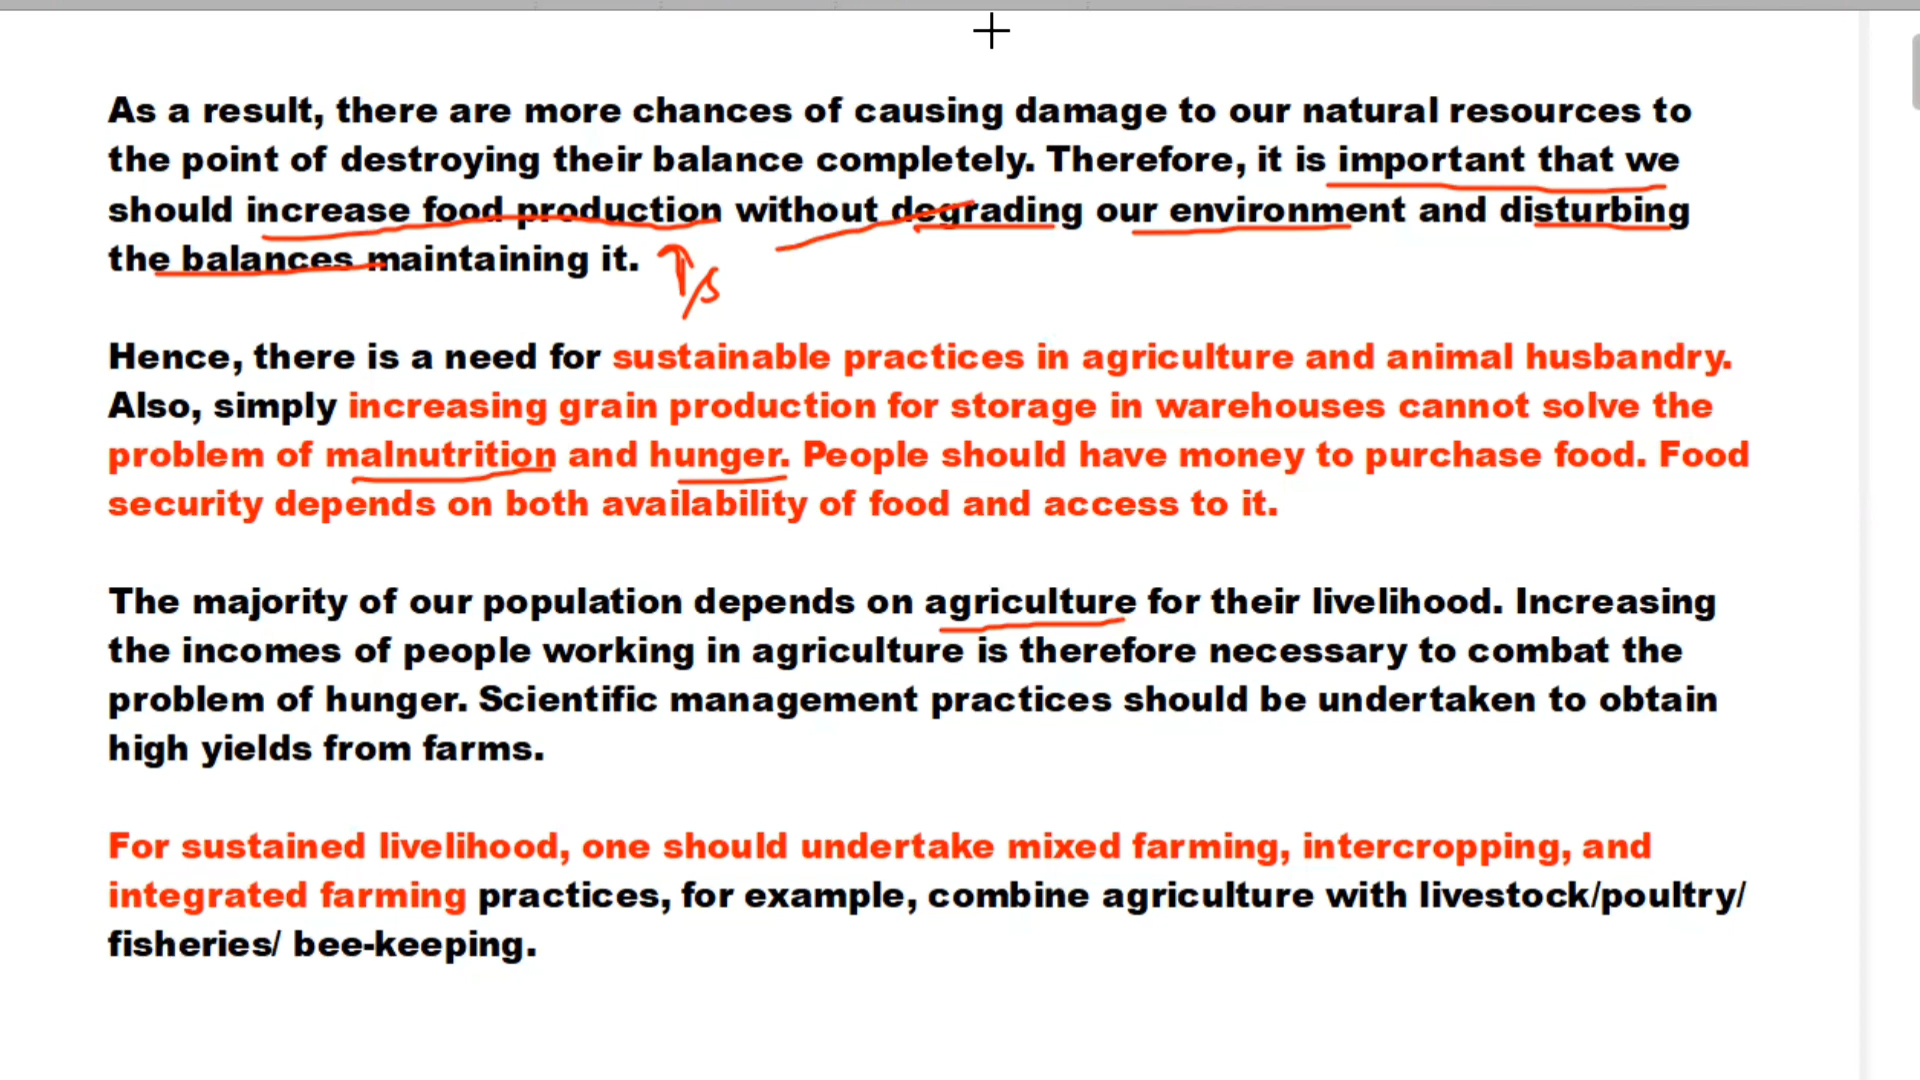 As a result, there are more chances of causing damage to our natural resources to
the point of destroying their balance completely. Therefore, it is important that we
should increase food production without degrading our environment and disturbing
the balances maintaining it.
Hence, there is a need for sustainable practices in agriculture and animal husbandry.
Also, simply increasing grain production for storage in warehouses cannot solve the
problem of malnutrition and hunger. People should have money to purchase food. Food
security depends on both availability of food and access to it.
The majority of our population depends on agriculture for their livelihood. Increasing
the incomes of people working in agriculture is therefore necessary to combat the
problem of hunger. Scientific management practices should be undertaken to obtain
high yields from farms.
For sustained livelihood, one should undertake mixed farming, intercropping, and
integrated farming practices, for example, combine agriculture with livestock/poultry/
fisheries/ bee-keeping.